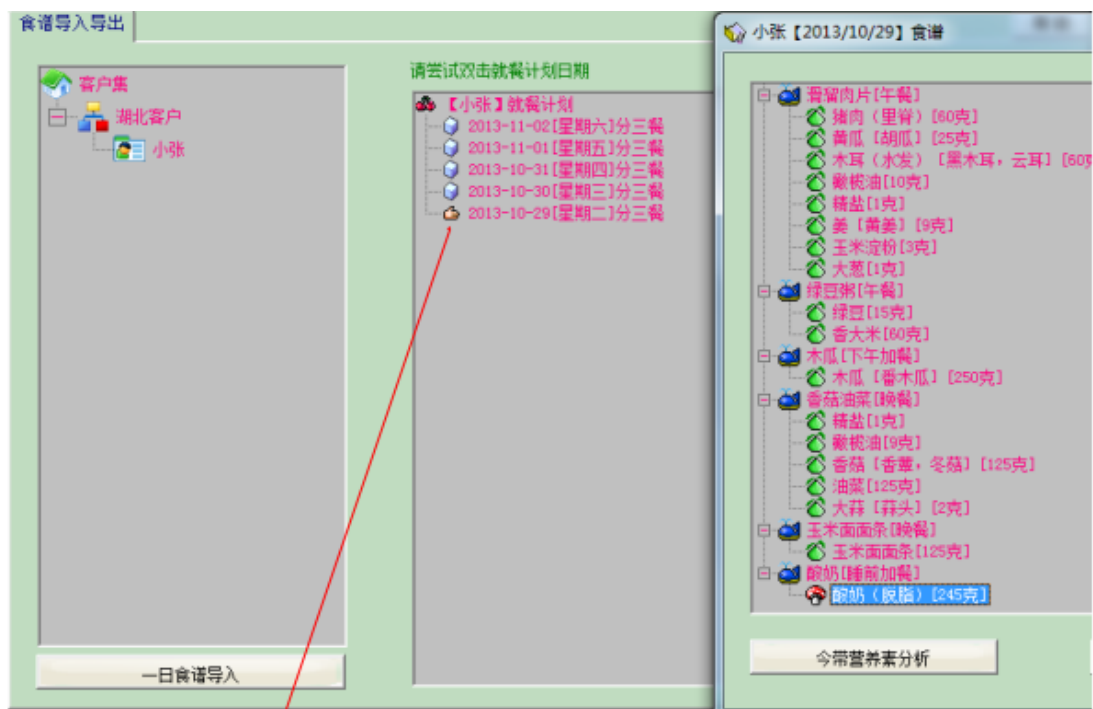 食谱导入导出
客户集
湖北客户
小张
一日食谱导入
请尝试双击就餐计划日期
【小张】就餐计划
2013-11-02[星期六]分三餐
2013-11-01[星期五]分三餐
2013-10-31[星期四]分三餐
2013-10-30[星期三]分三餐
2013-10-29[星期二]分三餐
小张【2013/10/29】食谱
滑溜肉片[午餐]
猪肉（里脊）[60克]
黄瓜［胡瓜］[25克]
木耳（水发）［黑木耳，云耳］[60克
橄榄油[10克]
精盐[1克]
姜［黄姜］[9克]
玉米淀粉[3克]
大葱[1克]
绿豆粥[午餐]
绿豆[15克]
香大米[60克]
木瓜[下午加餐]
木瓜［番木瓜］[250克]
香菇油菜[晚餐]
精盐[1克]
橄榄油[9克]
香菇［香蕈，冬菇］[125克]
油菜[125克]
大蒜［蒜头］[2克]
玉米面面条[晚餐]
玉米面面条[125克]
酸奶[睡前加餐]
酸奶（脱脂）[245克]
今带营养素分析